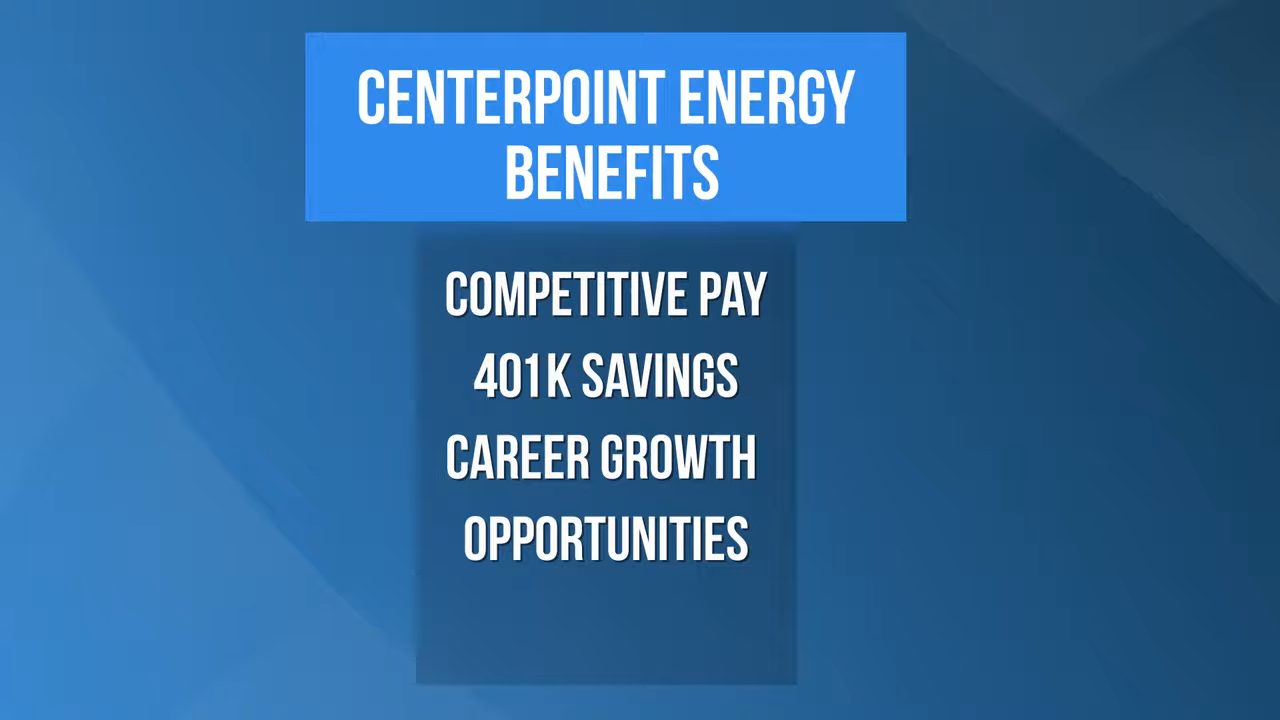 CENTERPOINT ENERGY
BENEFITS
COMPETITIVE PAY
401K SAVINGS
CAREER GROWTH
OPPORTUNITIES